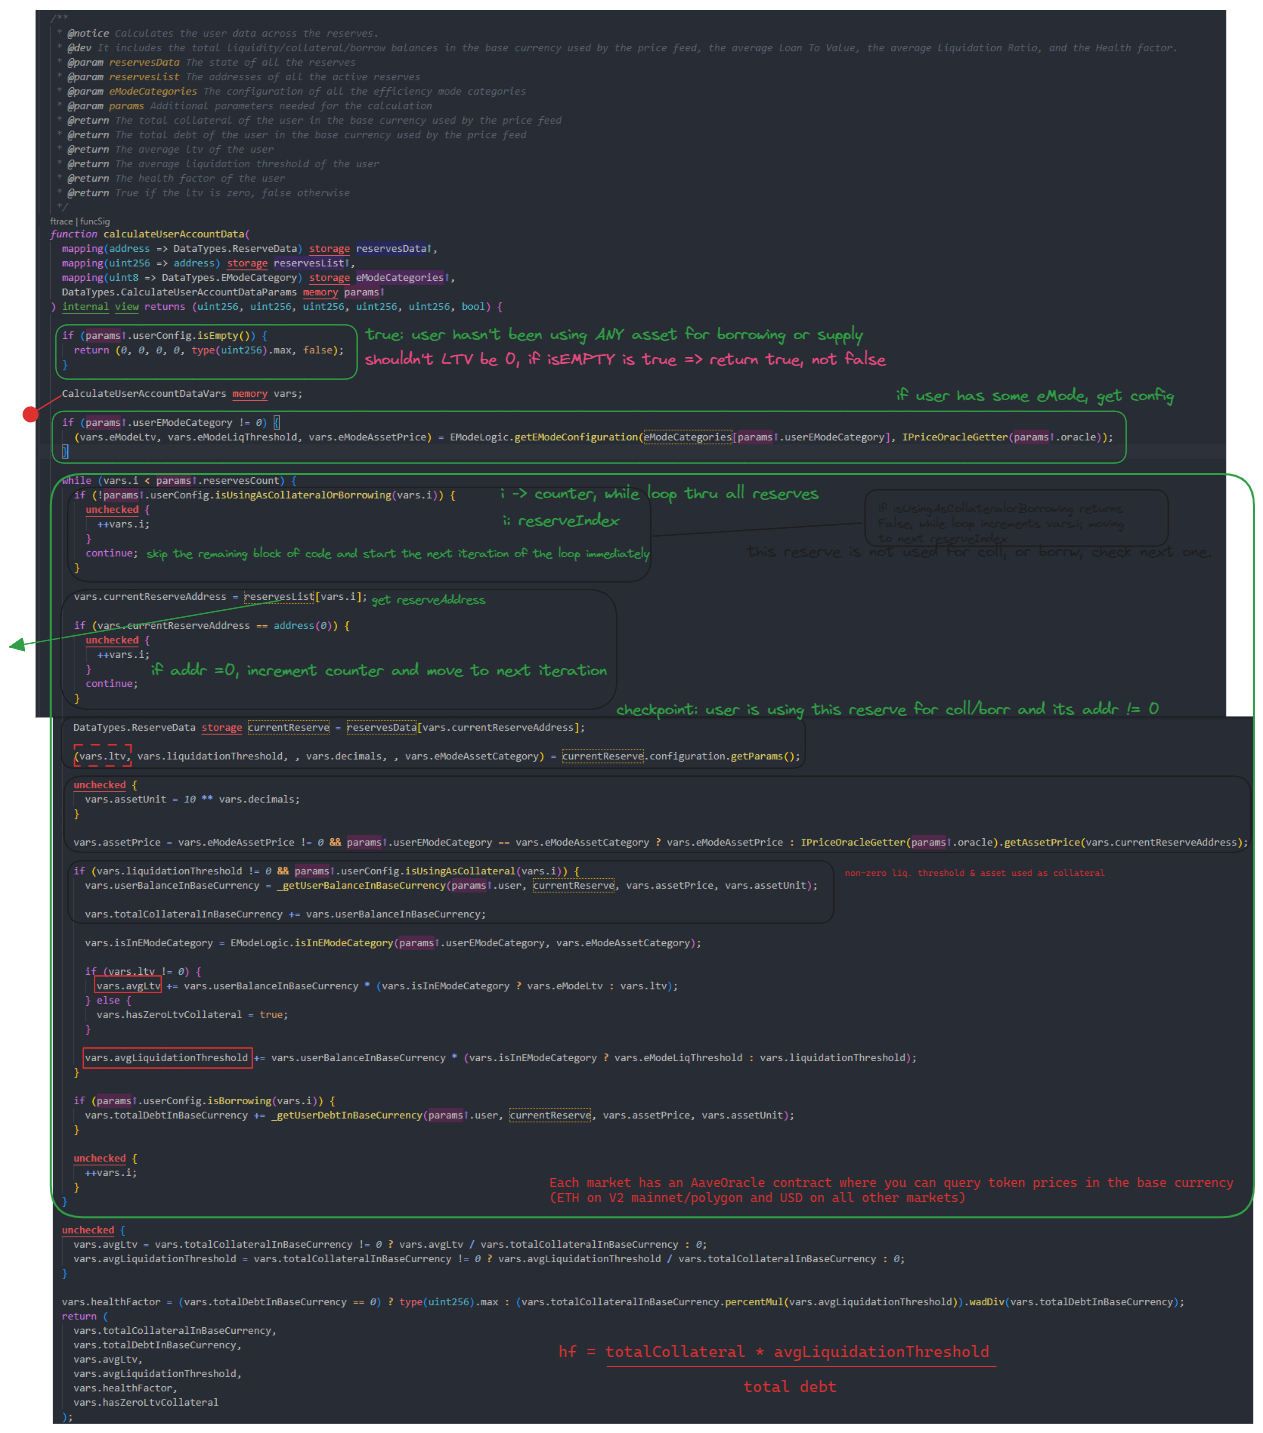 /**
* @notice Calculates the user data across the reserves.
* @dev It includes the total liquidity/collateral/borrow balances in the base currency used by the price feed, the average Loan To Value, the average Liquidation Ratio, and the Health factor.
* @param reservesData The state of all the reserves
* @param reservesList The addresses of all the active reserves
* @param eModeCategories The configuration of all the efficiency mode categories
* @param params Additional parameters needed for the calculation
* @return The total collateral of the user in the base currency used by the price feed
* @return The total debt of the user in the base currency used by the price feed
* @return The average ltv of the user
* @return The average liquidation threshold of the user
* @return The health factor of the user
* @return True if the ltv is zero, false otherwise
*/
ftrace | funcSig
function calculateUserAccountData(
mapping(address => DataTypes.ReserveData) storage reservesData↑,
mapping(uint256 => address) storage reservesList↑,
mapping(uint8 => DataTypes.EModeCategory) storage eModeCategories↑,
DataTypes.CalculateUserAccountDataParams memory params↑
) internal view returns (uint256, uint256, uint256, uint256, uint256, bool) {
if (params↑.userConfig.isEmpty()) { true: user hasn't been using ANY asset for borrowing or supply
return (0, 0, 0, 0, type(uint256).max, false); shouldn't LTV be 0, if isEMPTY is true => return true, not false
}
CalculateUserAccountDataVars memory vars; if user has some eMode, get config
if (params↑.userEModeCategory != 0) {
(vars.eModeLtv, vars.eModeLiqThreshold, vars.eModeAssetPrice) = EModeLogic.getEModeConfiguration(eModeCategories[params↑.userEModeCategory], IPriceOracleGetter(params↑.oracle));
}
while (vars.i < params↑.reservesCount) {
if (!params↑.userConfig.isUsingAsCollateralOrBorrowing(vars.i)) { i -> counter, while loop thru all reserves
unchecked { if isUsingAsCollateralorBorrowing returns
++vars.i; i: reserveIndex False, while loop increments vars.i; moving
} to next reserveIndex
continue; skip the remaining block of code and start the next iteration of the loop immediately this reserve is not used for coll, or borrw, check next one.
}
vars.currentReserveAddress = reservesList[vars.i]; get reserveAddress
if (vars.currentReserveAddress == address(0)) {
unchecked {
++vars.i;
} if addr =0, increment counter and move to next iteration
continue;
}
checkpoint: user is using this reserve for coll/borr and its addr != 0
DataTypes.ReserveData storage currentReserve = reservesData[vars.currentReserveAddress];
(vars.ltv, vars.liquidationThreshold, , vars.decimals, , vars.eModeAssetCategory) = currentReserve.configuration.getParams();
unchecked {
vars.assetUnit = 10 ** vars.decimals;
}
vars.assetPrice = vars.eModeAssetPrice != 0 && params↑.userEModeCategory == vars.eModeAssetCategory ? vars.eModeAssetPrice : IPriceOracleGetter(params↑.oracle).getAssetPrice(vars.currentReserveAddress);
if (vars.liquidationThreshold != 0 && params↑.userConfig.isUsingAsCollateral(vars.i)) { non-zero liq. threshold & asset used as collateral
vars.userBalanceInBaseCurrency = _getUserBalanceInBaseCurrency(params↑.user, currentReserve, vars.assetPrice, vars.assetUnit);
vars.totalCollateralInBaseCurrency += vars.userBalanceInBaseCurrency;
vars.isInEModeCategory = EModeLogic.isInEModeCategory(params↑.userEModeCategory, vars.eModeAssetCategory);
if (vars.ltv != 0) {
vars.avgLtv += vars.userBalanceInBaseCurrency * (vars.isInEModeCategory ? vars.eModeLtv : vars.ltv);
} else {
vars.hasZeroLtvCollateral = true;
}
vars.avgLiquidationThreshold += vars.userBalanceInBaseCurrency * (vars.isInEModeCategory ? vars.eModeLiqThreshold : vars.liquidationThreshold);
}
if (params↑.userConfig.isBorrowing(vars.i)) {
vars.totalDebtInBaseCurrency += _getUserDebtInBaseCurrency(params↑.user, currentReserve, vars.assetPrice, vars.assetUnit);
}
unchecked {
++vars.i;
}
Each market has an AaveOracle contract where you can query token prices in the base currency
(ETH on V2 mainnet/polygon and USD on all other markets)
}
unchecked {
vars.avgLtv = vars.totalCollateralInBaseCurrency != 0 ? vars.avgLtv / vars.totalCollateralInBaseCurrency : 0;
vars.avgLiquidationThreshold = vars.totalCollateralInBaseCurrency != 0 ? vars.avgLiquidationThreshold / vars.totalCollateralInBaseCurrency : 0;
}
vars.healthFactor = (vars.totalDebtInBaseCurrency == 0) ? type(uint256).max : (vars.totalCollateralInBaseCurrency.percentMul(vars.avgLiquidationThreshold)).wadDiv(vars.totalDebtInBaseCurrency);
return (
vars.totalCollateralInBaseCurrency,
vars.totalDebtInBaseCurrency,
vars.avgLtv,
vars.avgLiquidationThreshold,
vars.healthFactor,
vars.hasZeroLtvCollateral
);
hf = totalCollateral * avgLiquidationThreshold
total debt